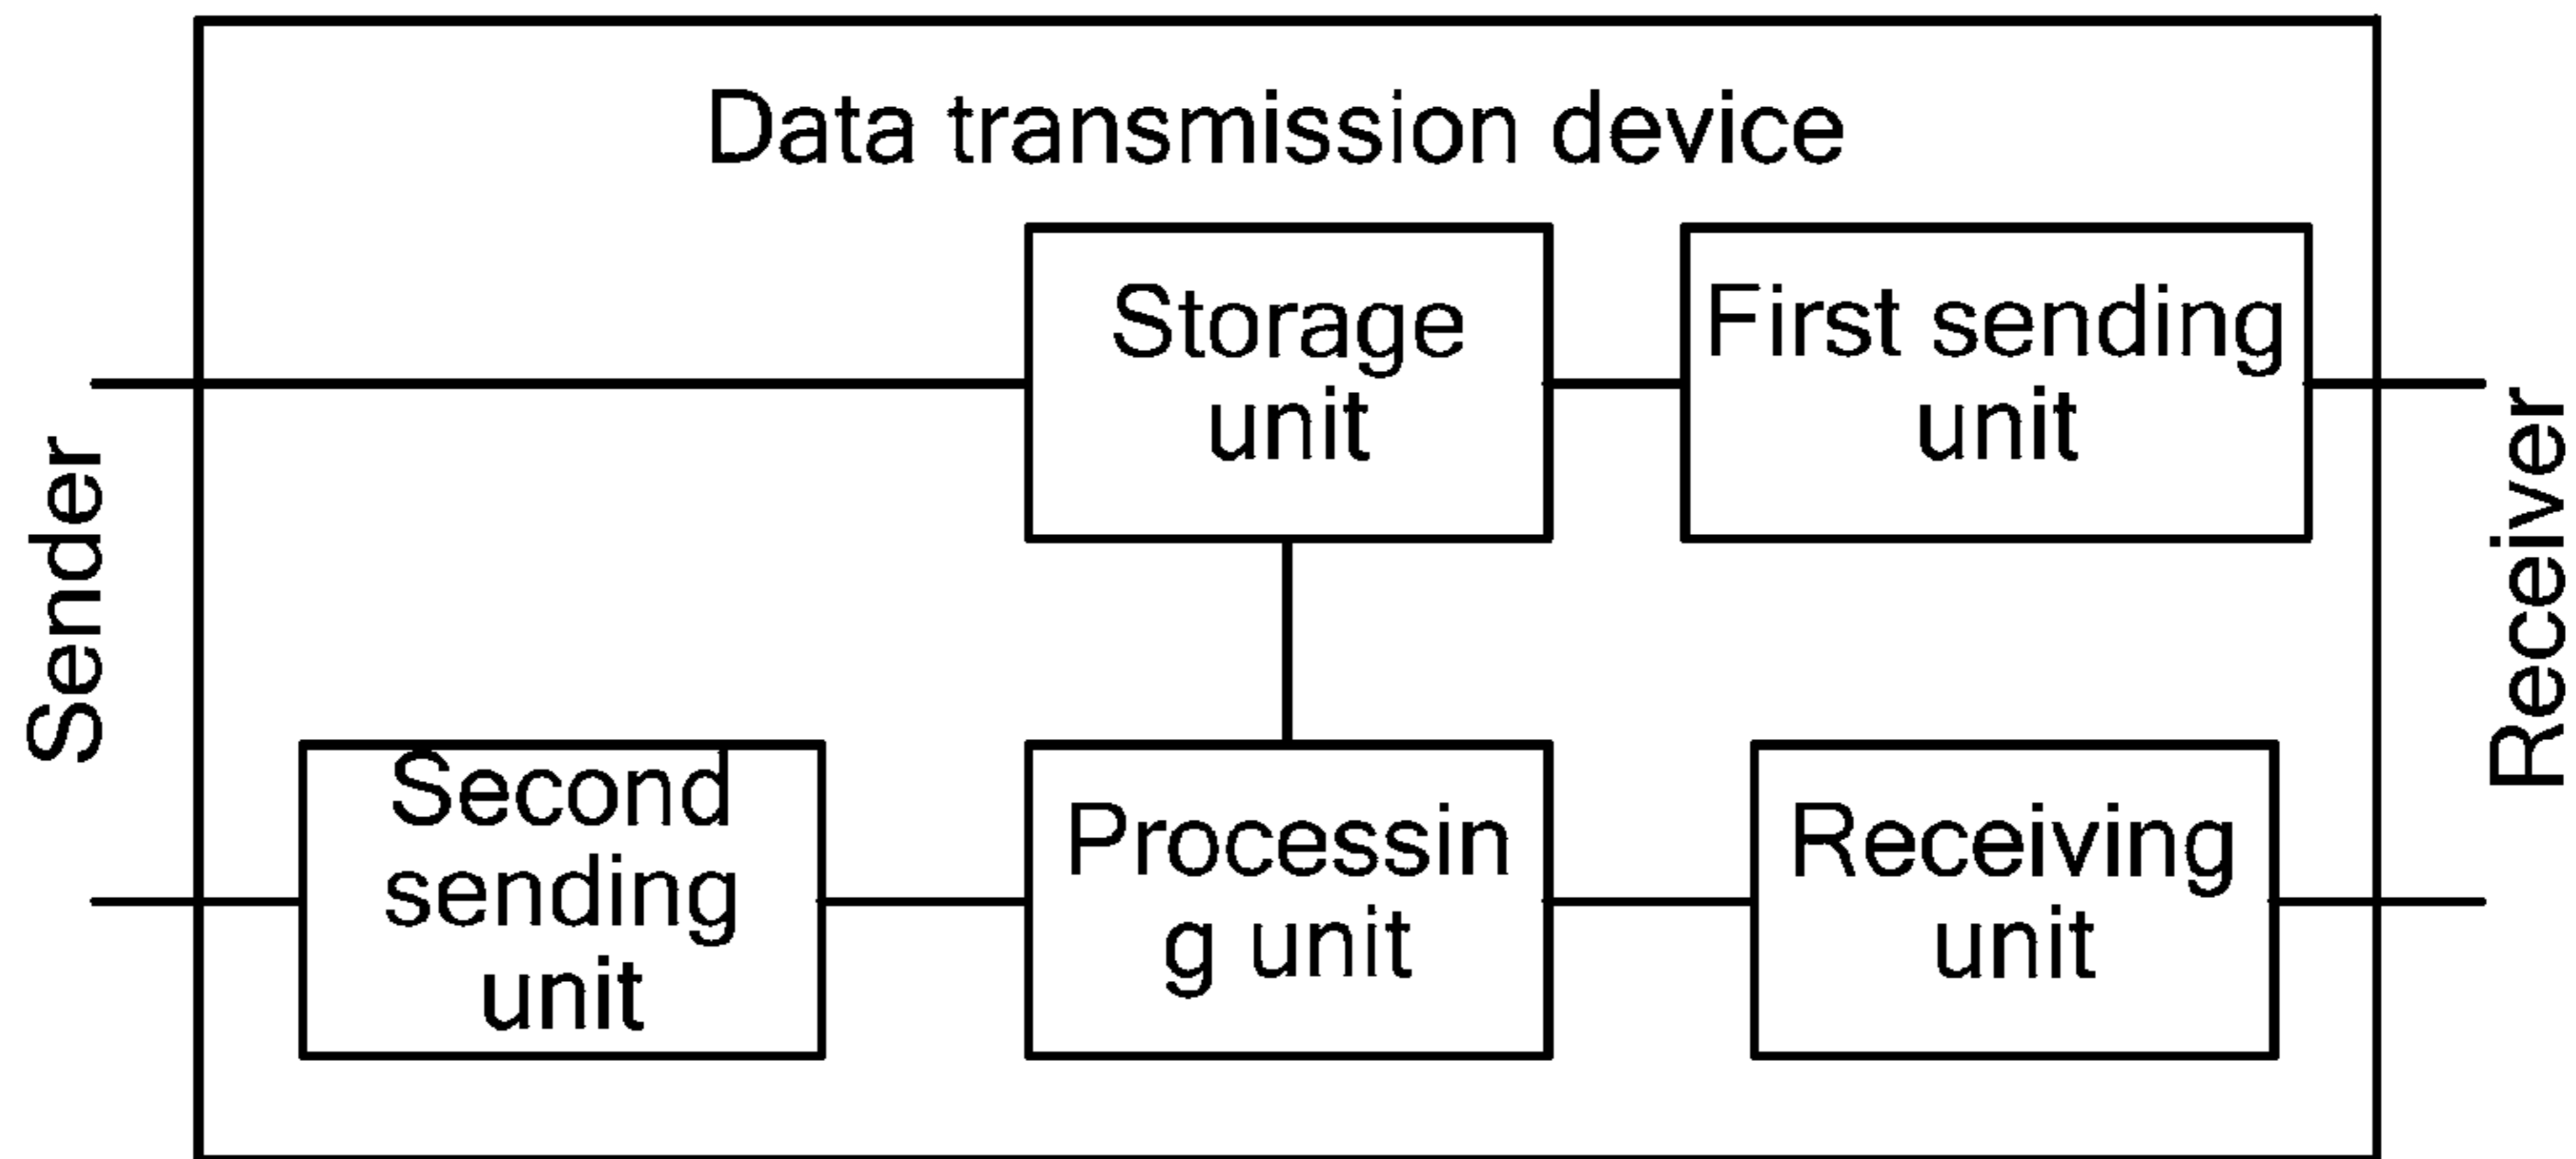 Data transmission device
Storage
unit
First sending
unit
Sender
Receiver
Second
sending
unit
Processin
g unit
Receiving
unit